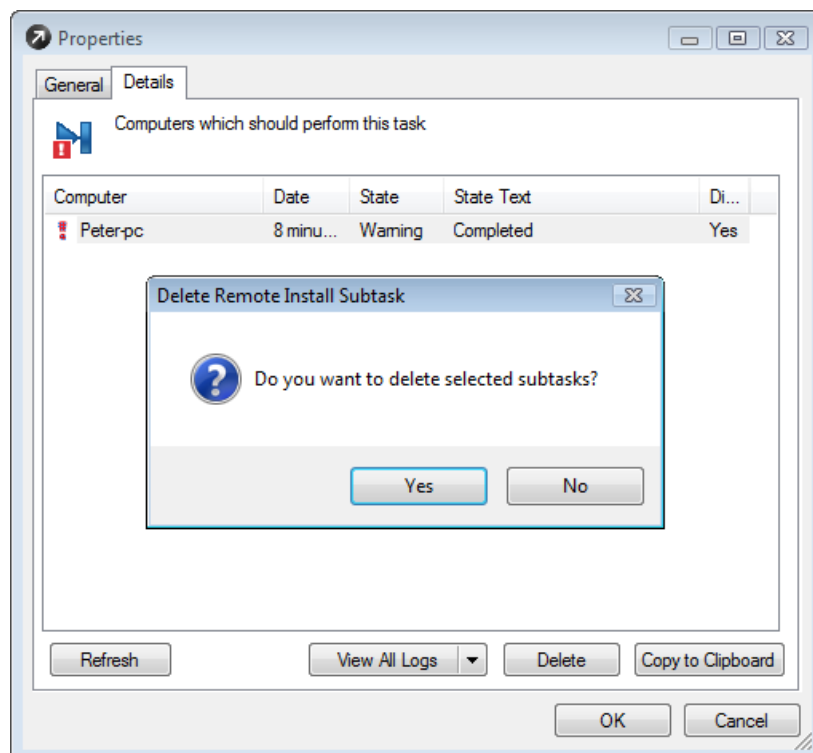 Properties
General Details
Computers which should perform this task
Computer Date State State Text Di...
Peter-pc 8 minu... Warning Completed Yes
Delete Remote Install Subtask
Do you want to delete selected subtasks?
Yes No
Refresh View All Logs Delete Copy to Clipboard
OK Cancel